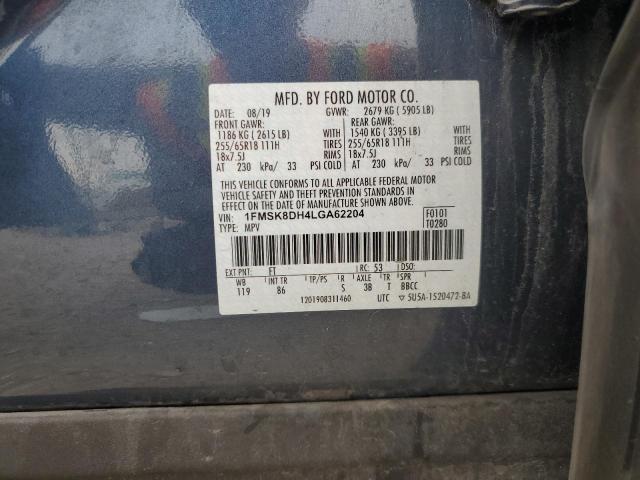 MFD. BY FORD MOTOR CO.
DATE: 08/19 GVWR: 2679 KG (5905 LB)
FRONT GAWR: REAR GAWR:
1186 KG (2615 LB) WITH 1540 KG (3395 LB) WITH
255/65R18 111H TIRES 255/65R18 111H TIRES
18x7.5J RIMS 18x7.5J RIMS
AT 230 kPa/ 33 PSI COLD AT 230 kPa/ 33 PSI COLD
THIS VEHICLE CONFORMS TO ALL APPLICABLE FEDERAL MOTOR
VEHICLE SAFETY AND THEFT PREVENTION STANDARDS IN
EFFECT ON THE DATE OF MANUFACTURE SHOWN ABOVE.
VIN: 1FMSK8DH4LGA62204 F0101
TYPE: MPV T0280
EXT PNT: FT RC: 53 DSO:
WB INT TR TP/PS R AXLE TR SPR
119 86 S 3B T BBCC
1201908311460 UTC ▽ 5U5A-1520472-BA